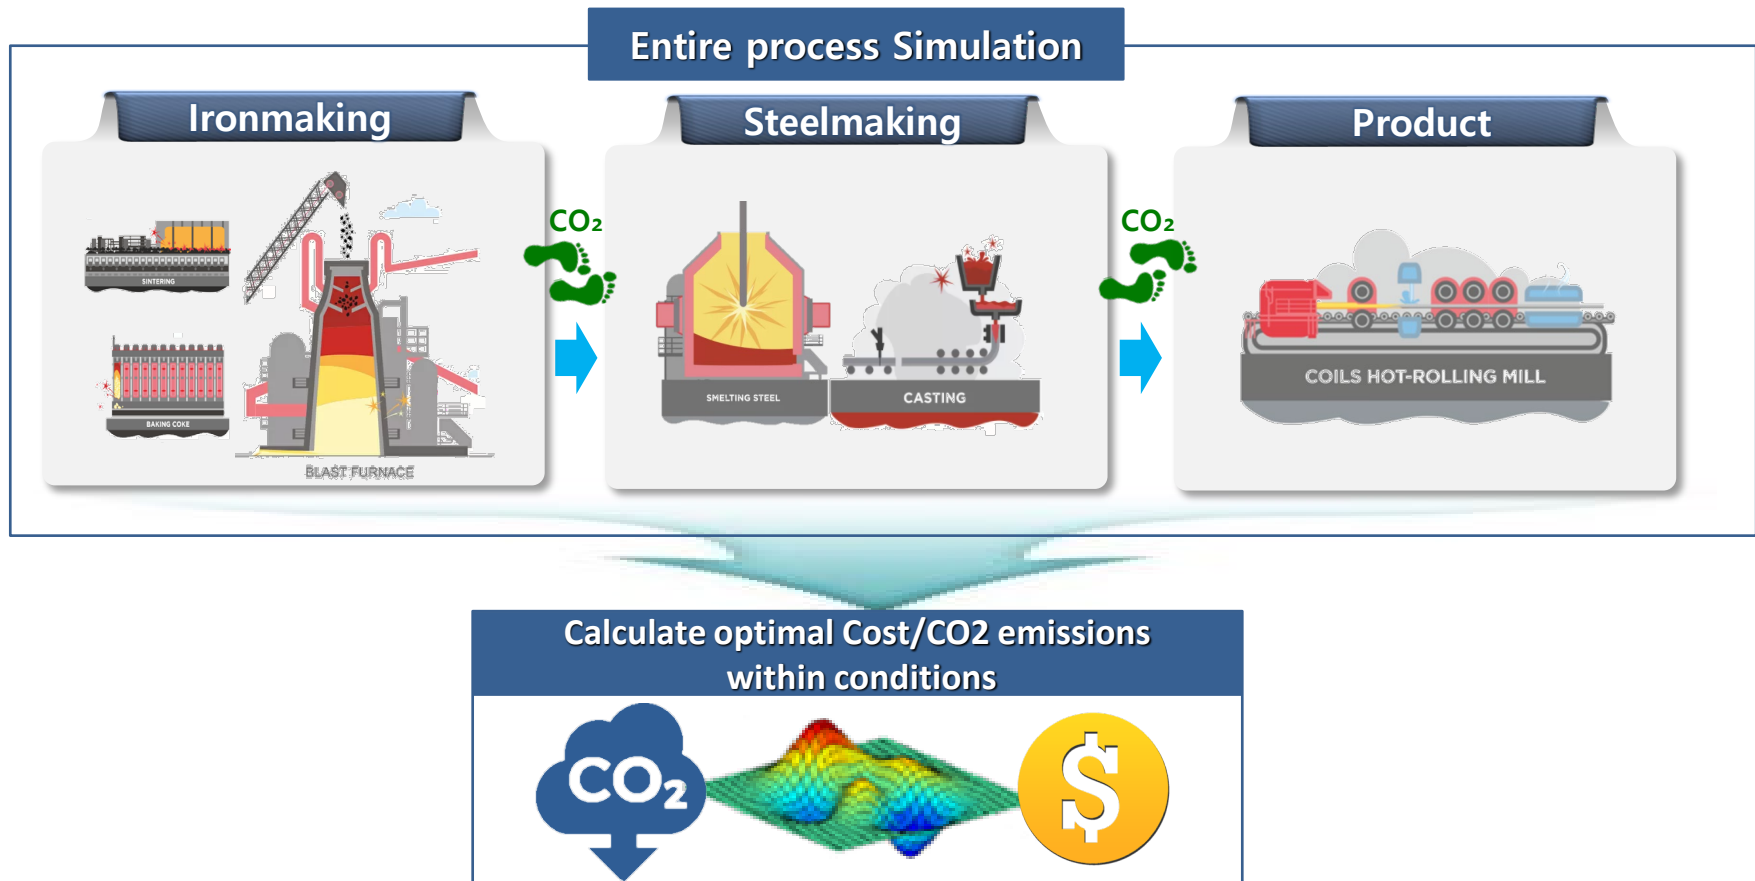 Entire process Simulation
Ironmaking
Steelmaking
Product
SINTERING
BAKING COKE
BLAST FURNACE
CO₂
SMELTING STEEL
CASTING
CO₂
COILS HOT-ROLLING MILL
Calculate optimal Cost/CO2 emissions
within conditions
CO₂
$